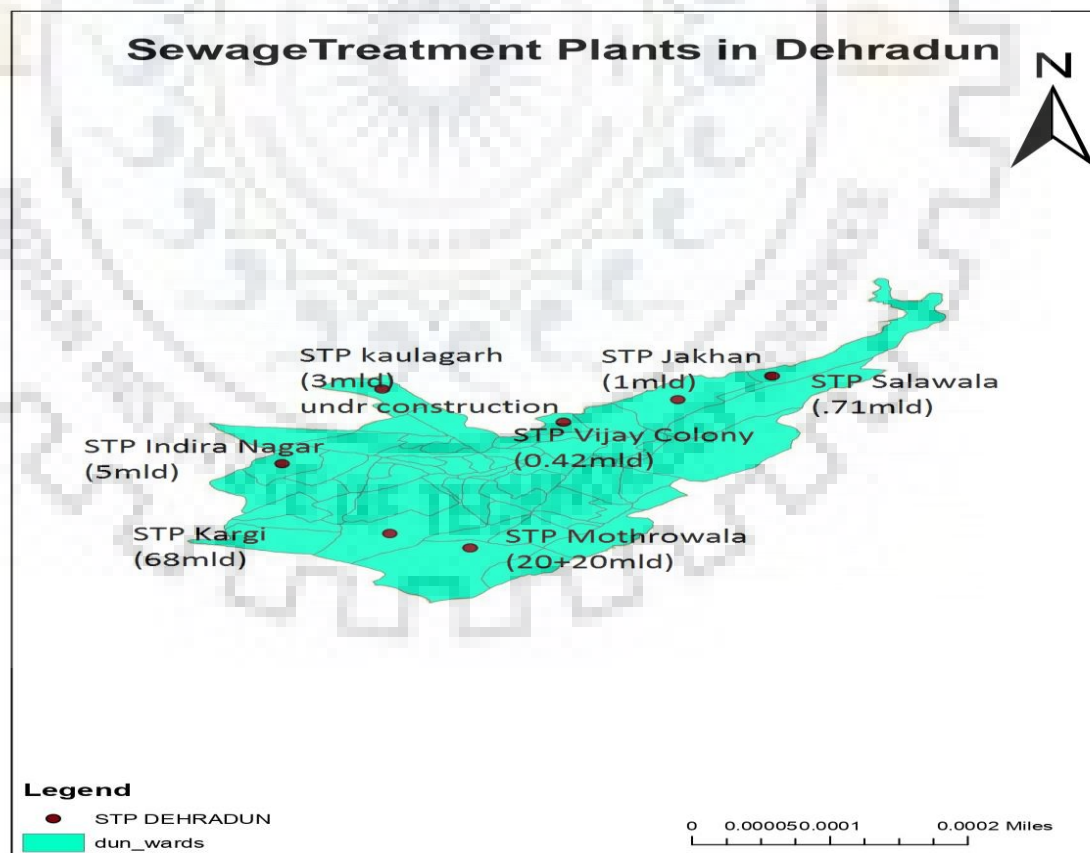 SewageTreatment Plants in Dehradun
N
STP kaulagarh
(3mld)
undr construction
STP Jakhan
(1mld)
STP Salawala
(.71mld)
STP Vijay Colony
(0.42mld)
STP Indira Nagar
(5mld)
STP Kargi
(68mld)
STP Mothrowala
(20+20mld)
Legend
STP DEHRADUN
dun_wards
0 0.000050.0001 0.0002 Miles